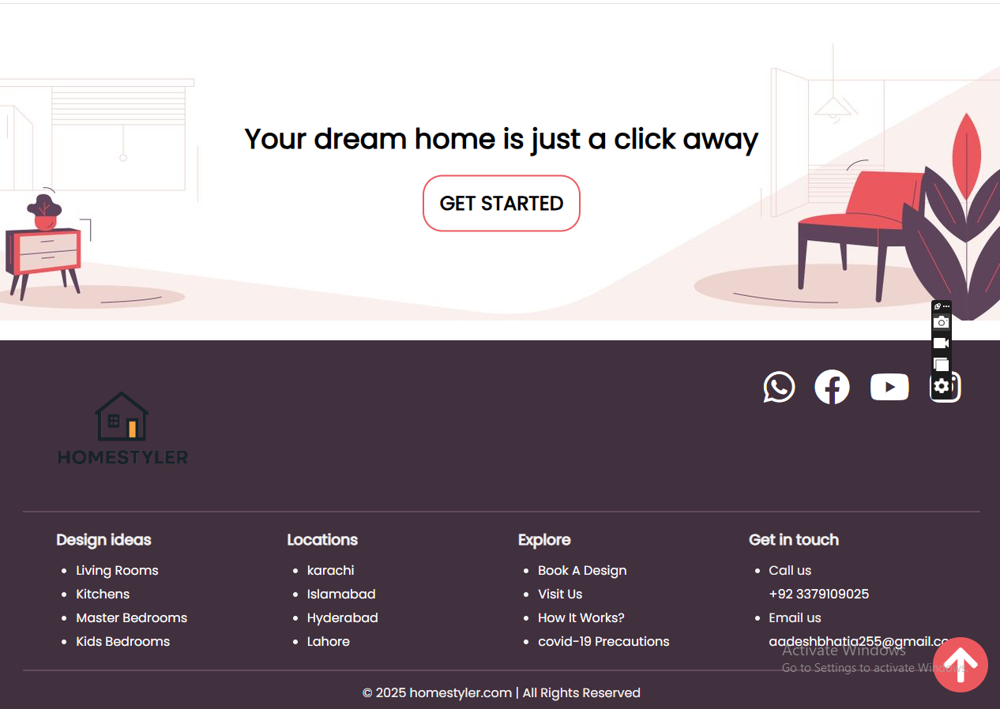 Your dream home is just a click away
GET STARTED
HOMESTYLER
Design ideas
Living Rooms
Kitchens
Master Bedrooms
Kids Bedrooms
Locations
karachi
Islamabad
Hyderabad
Lahore
Explore
Book A Design
Visit Us
How It Works?
covid-19 Precautions
Get in touch
Call us
+92 3379109025
Email us
aadeshbhatia255@gmail.co
Activate Windows
Go to Settings to activate Windows.
© 2025 homestyler.com | All Rights Reserved